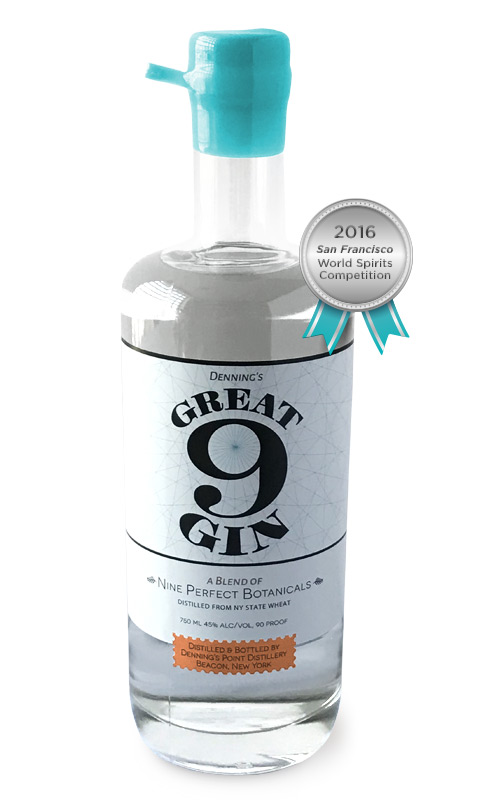 2016
San Francisco
World Spirits
Competition
DENNING'S
GREAT
9
GIN
A BLEND OF
NINE PERFECT BOTANICALS
DISTILLED FROM NY STATE WHEAT
750 ML 45% ALC/VOL, 90 PROOF
DISTILLED & BOTTLED BY
DENNING'S POINT DISTILLERY
BEACON, NEW YORK